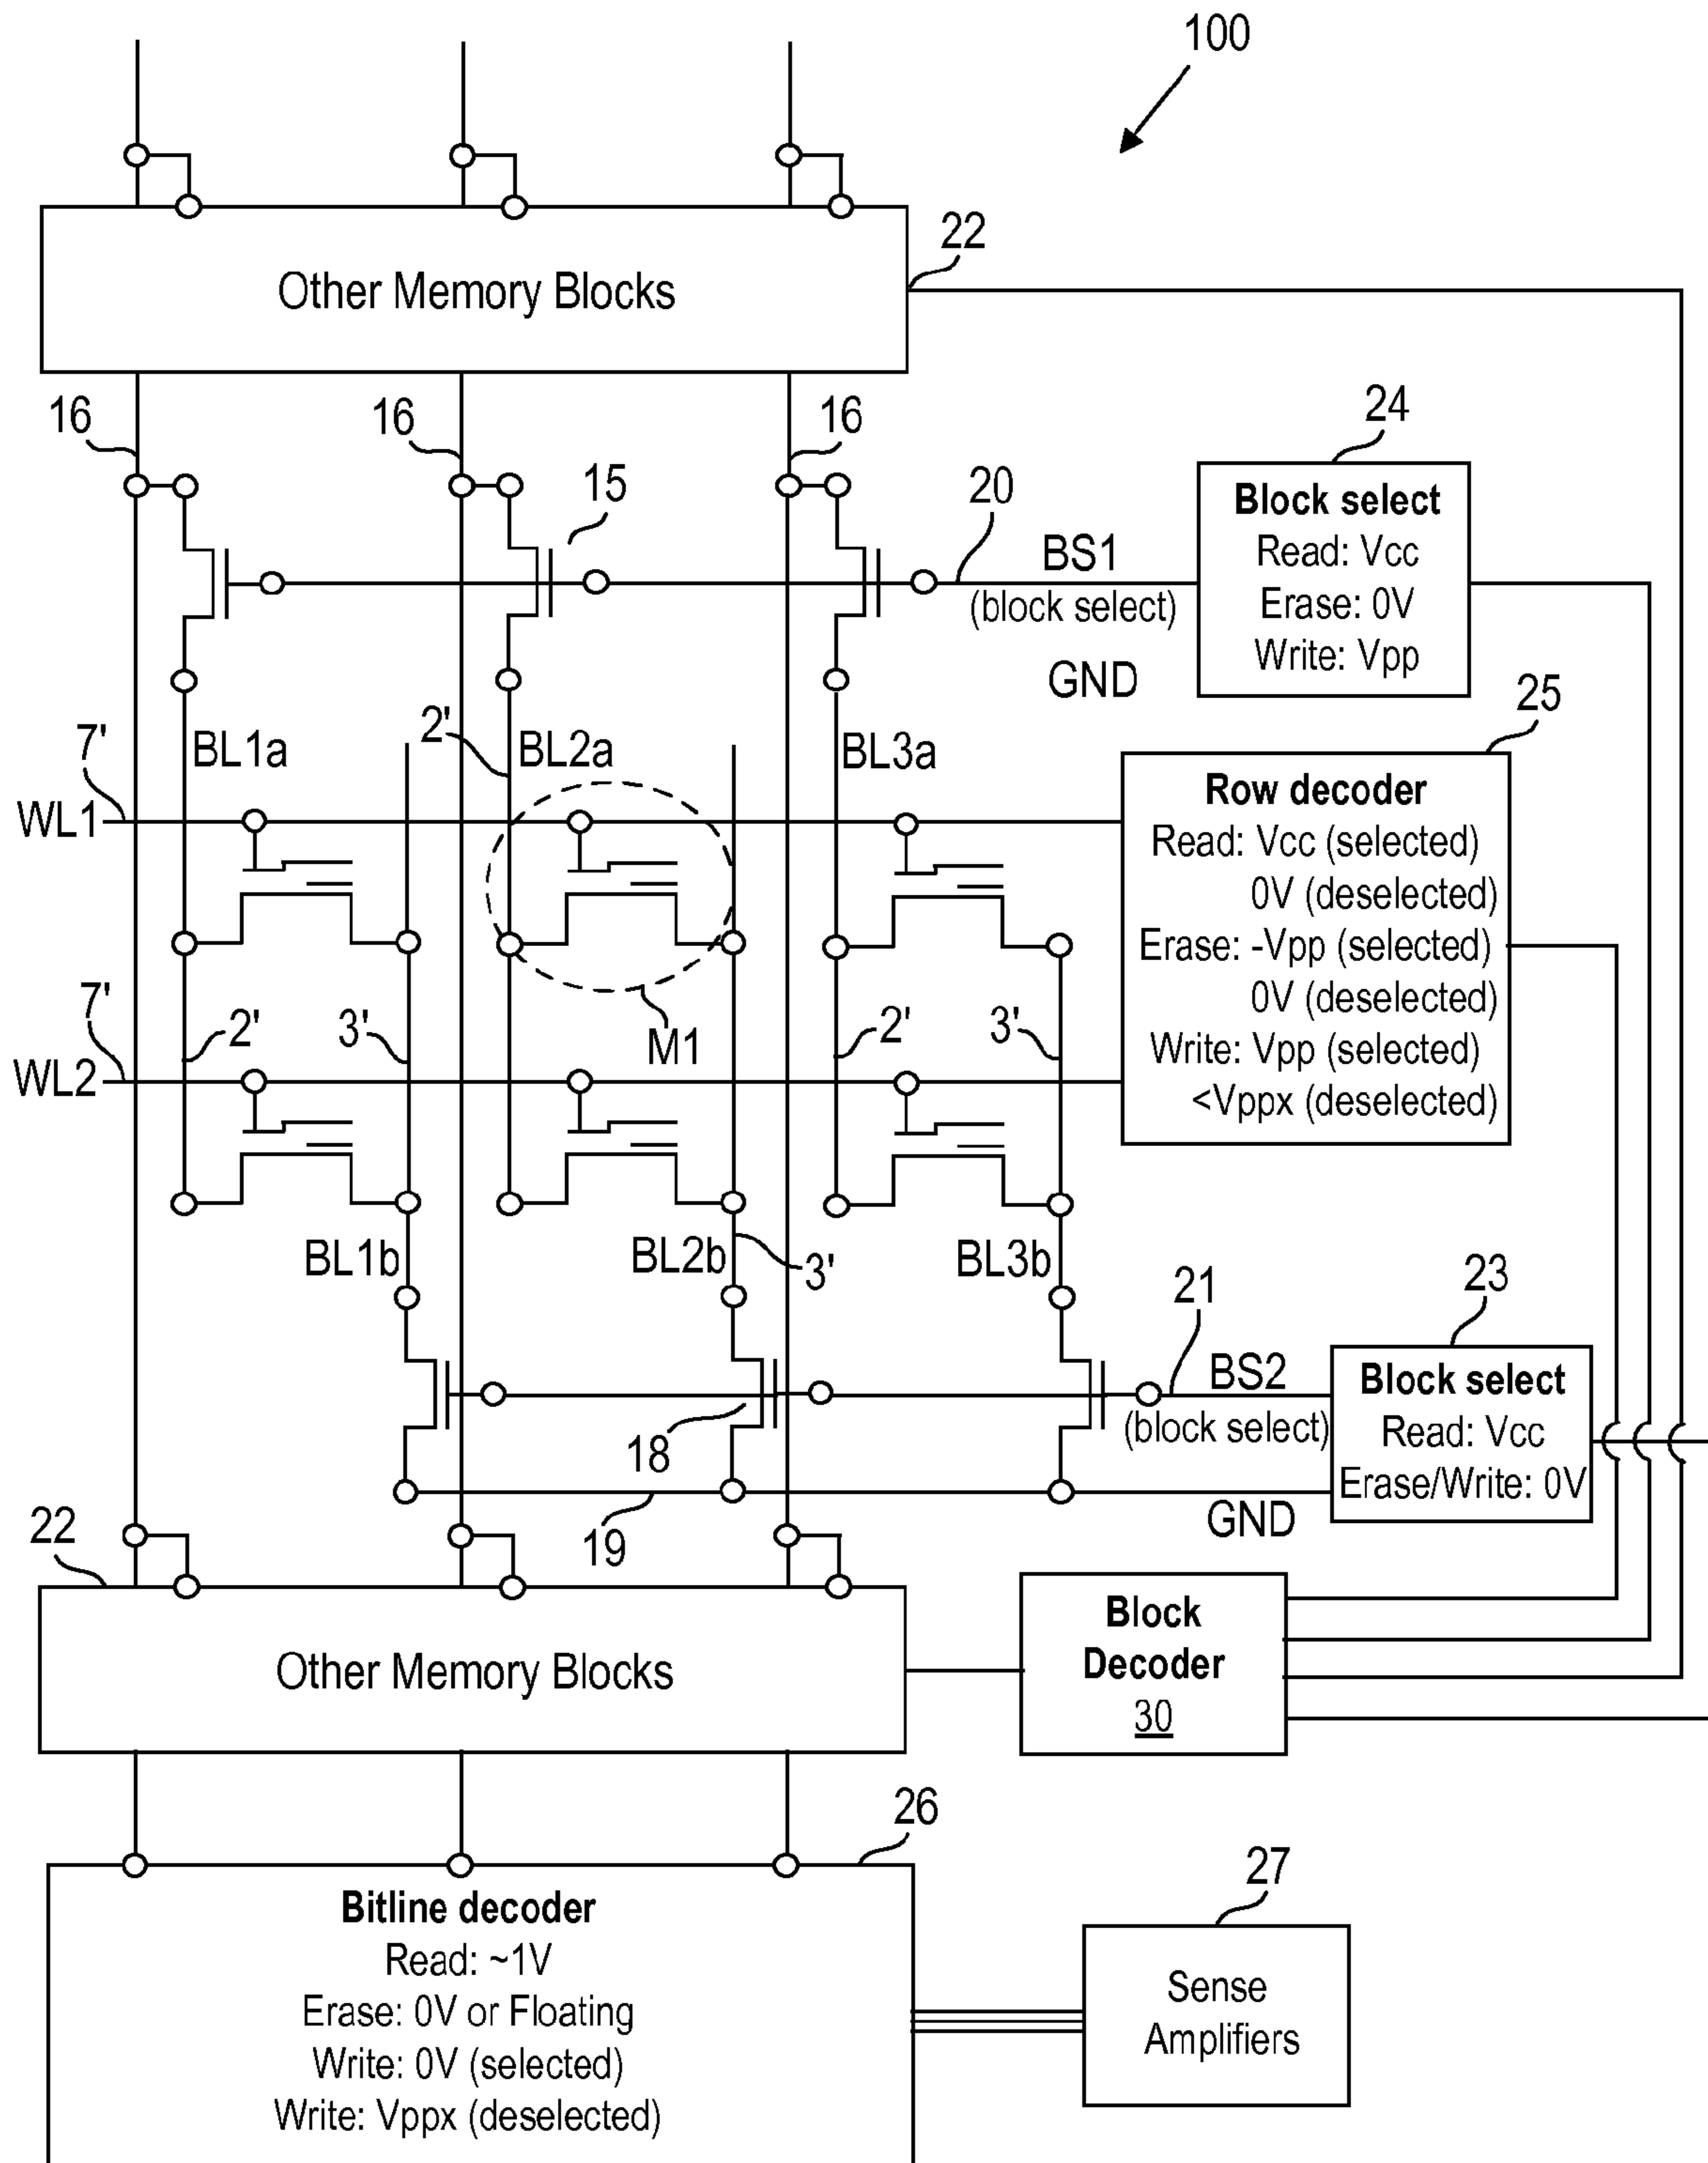 100
22
Other Memory Blocks
16
16
16
24
15
20
Block select
Read: Vcc
Erase: 0V
Write: Vpp
BS1
(block select)
GND
25
7'
2'
BL1a
BL2a
BL3a
WL1
Row decoder
Read: Vcc (selected)
0V (deselected)
Erase: -Vpp (selected)
0V (deselected)
Write: Vpp (selected)
<Vppx (deselected)
7'
2'
3'
M1
2'
3'
WL2
BL1b
BL2b
3'
BL3b
21
23
BS2
(block select)
Block select
Read: Vcc
Erase/Write: 0V
18
19
GND
22
Other Memory Blocks
Block
Decoder
30
26
Bitline decoder
Read: ~1V
Erase: 0V or Floating
Write: 0V (selected)
Write: Vppx (deselected)
27
Sense
Amplifiers